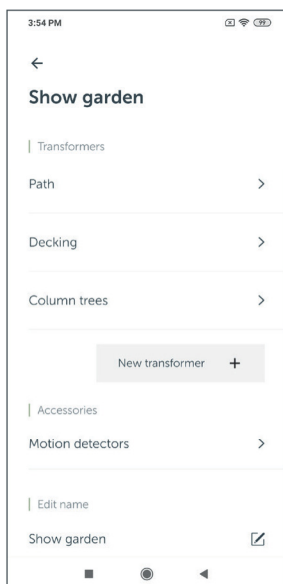 3:54 PM 99
Show garden
Transformers
Path
Decking
Column trees
New transformer +
Accessories
Motion detectors
Edit name
Show garden